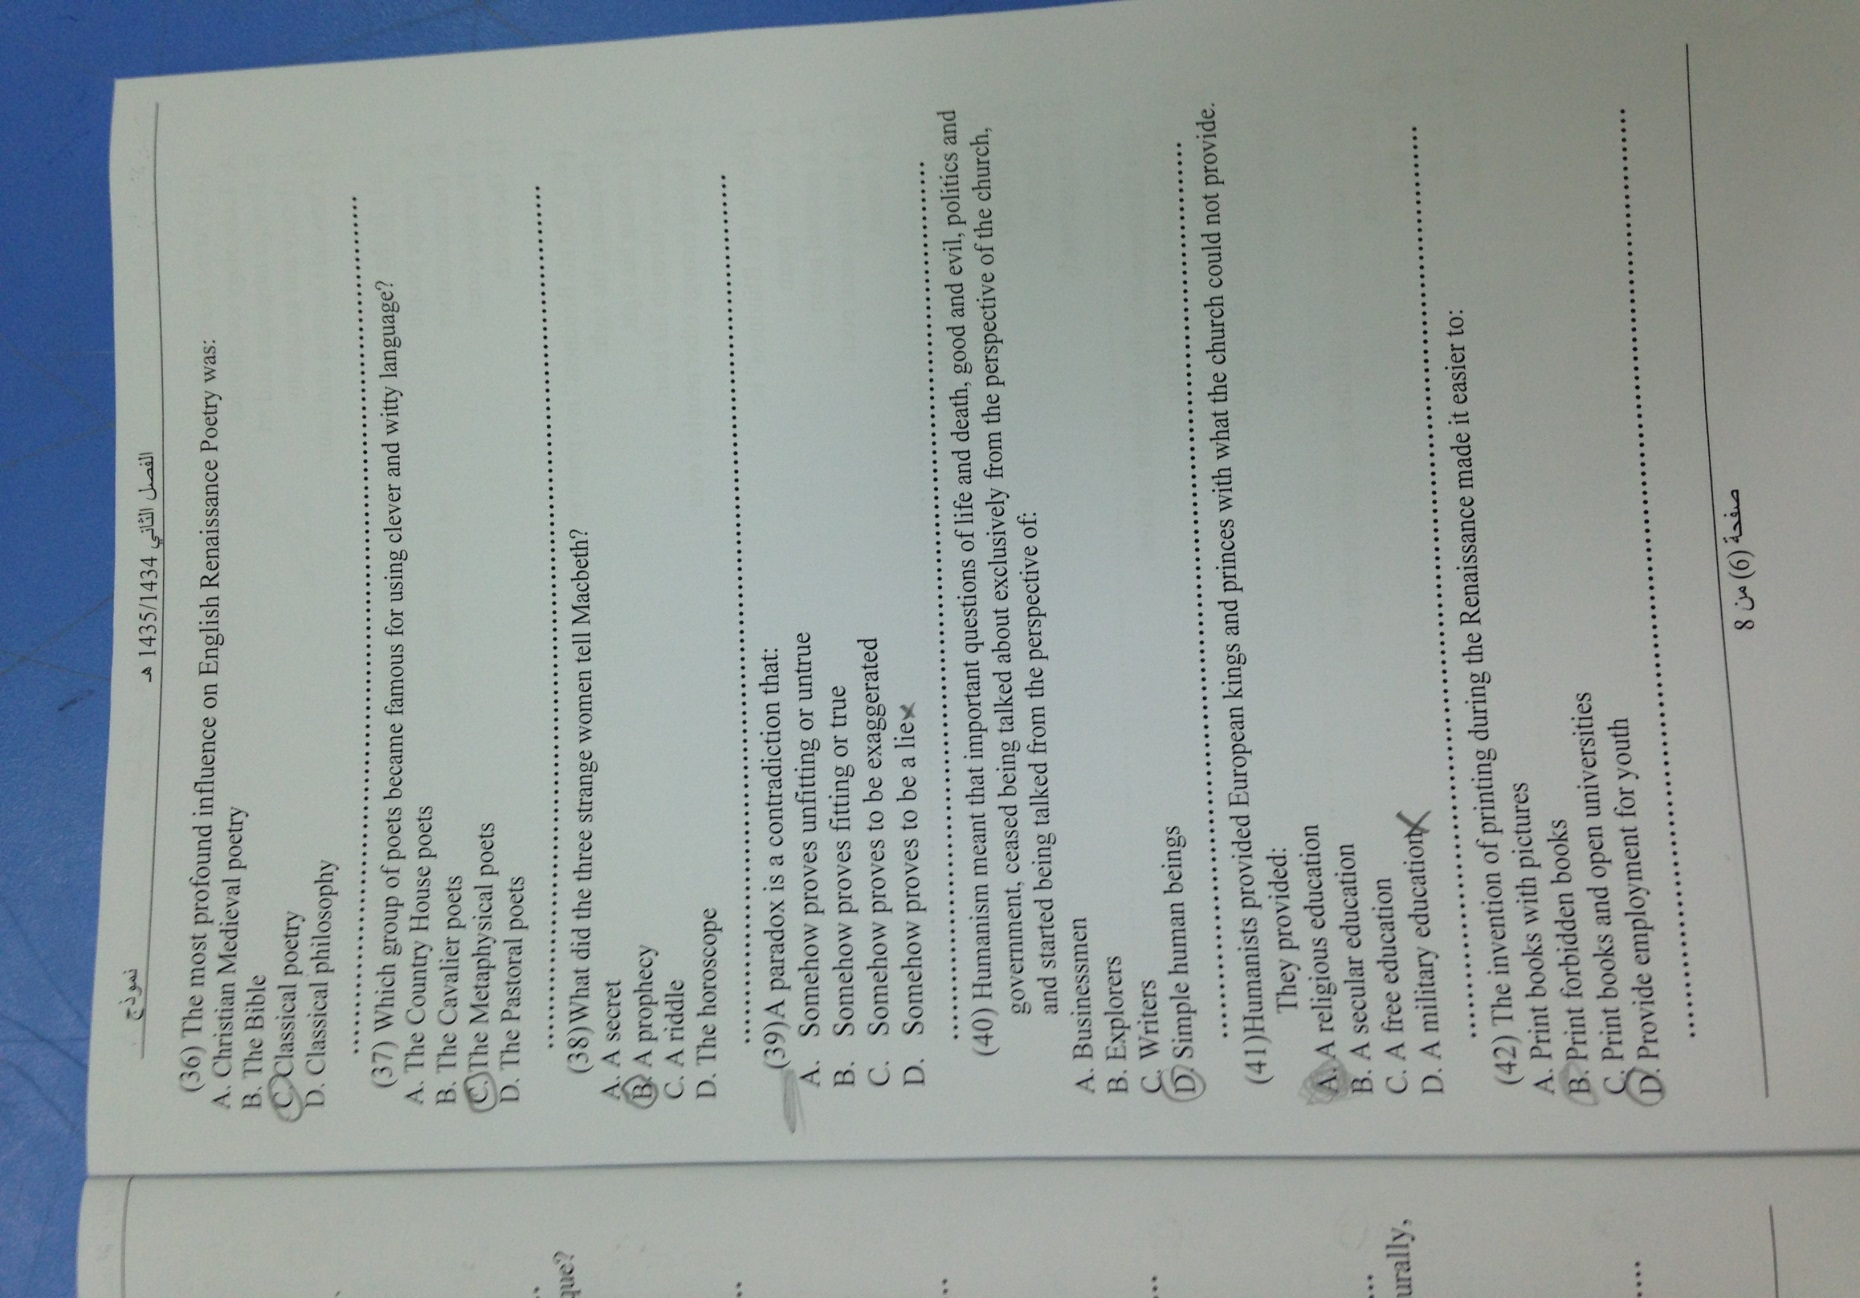 نموذج
الفصل الثاني 1435/1434 هـ
(36) The most profound influence on English Renaissance Poetry was:
A. Christian Medieval poetry
B. The Bible
C. Classical poetry
D. Classical philosophy
(37) Which group of poets became famous for using clever and witty language?
A. The Country House poets
B. The Cavalier poets
C. The Metaphysical poets
D. The Pastoral poets
(38) What did the three strange women tell Macbeth?
A. A secret
B. A prophecy
C. A riddle
D. The horoscope
(39) A paradox is a contradiction that:
A. Somehow proves unfitting or untrue
B. Somehow proves fitting or true
C. Somehow proves to be exaggerated
D. Somehow proves to be a lie
(40) Humanism meant that important questions of life and death, good and evil, politics and
government, ceased being talked about exclusively from the perspective of the church,
and started being talked from the perspective of:
A. Businessmen
B. Explorers
C. Writers
D. Simple human beings
(41) Humanists provided European kings and princes with what the church could not provide.
They provided:
A. A religious education
B. A secular education
C. A free education
D. A military education
(42) The invention of printing during the Renaissance made it easier to:
A. Print books with pictures
B. Print forbidden books
C. Print books and open universities
D. Provide employment for youth
صفحة (6) من 8
que?
urally,